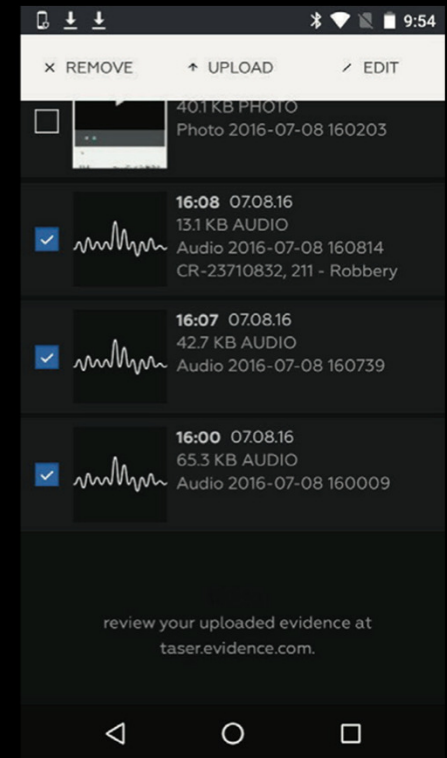 9:54
× REMOVE ↑ UPLOAD EDIT
40.1 KB PHOTO
Photo 2016-07-08 160203
16:08 07.08.16
13.1 KB AUDIO
Audio 2016-07-08 160814
CR-23710832, 211 - Robbery
16:07 07.08.16
42.7 KB AUDIO
Audio 2016-07-08 160739
16:00 07.08.16
65.3 KB AUDIO
Audio 2016-07-08 160009
review your uploaded evidence at
taser.evidence.com.